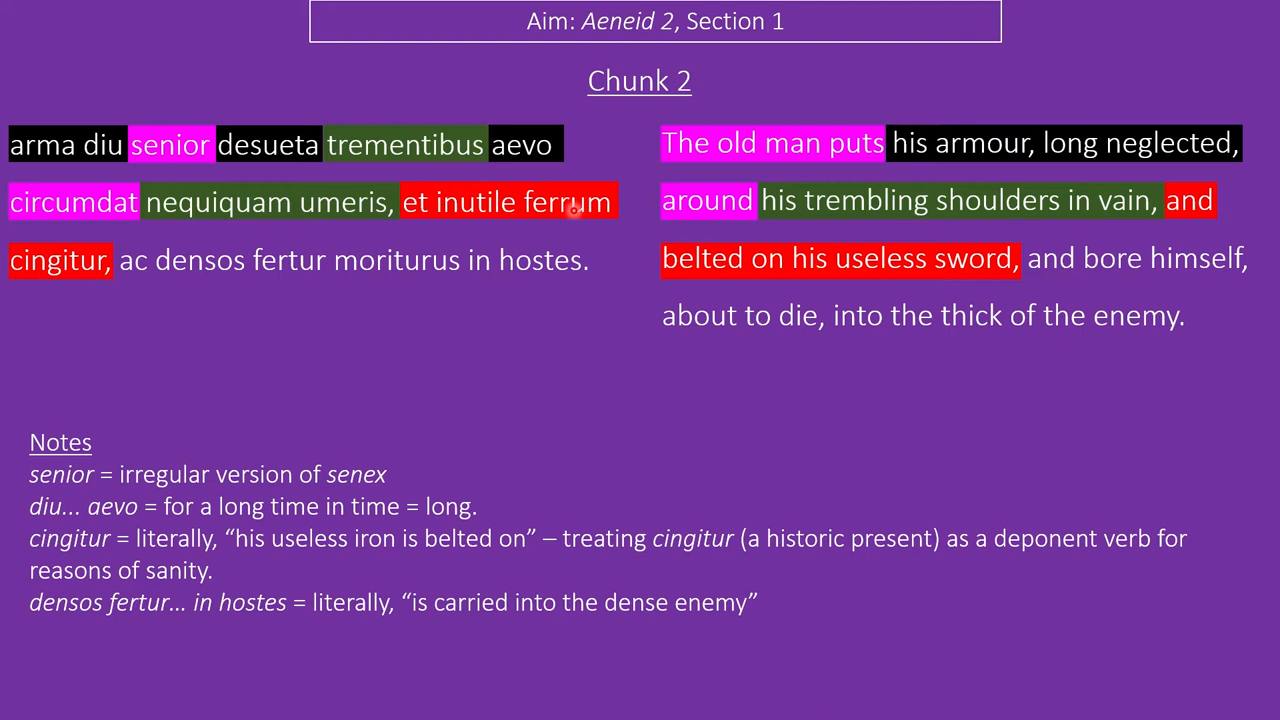 Aim: Aeneid 2, Section 1
Chunk 2
arma diu senior desueta trementibus aevo
circumdat nequiquam umeris, et inutile ferrum
cingitur, ac densos fertur moriturus in hostes.
The old man puts his armour, long neglected,
around his trembling shoulders in vain, and
belted on his useless sword, and bore himself,
about to die, into the thick of the enemy.
Notes
senior = irregular version of senex
diu... aevo = for a long time in time = long.
cingitur = literally, “his useless iron is belted on” – treating cingitur (a historic present) as a deponent verb for
reasons of sanity.
densos fertur... in hostes = literally, “is carried into the dense enemy”